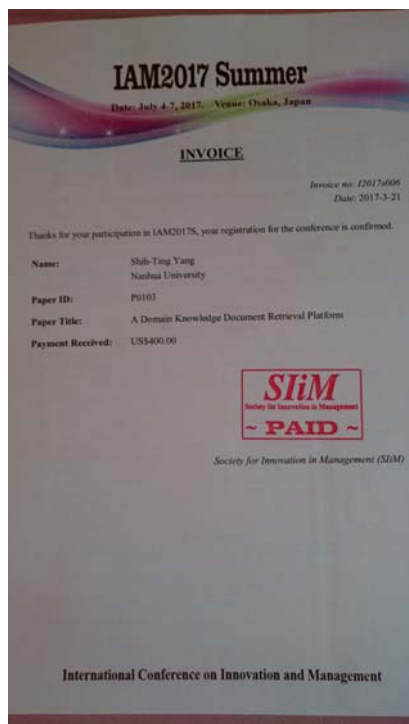 IAM2017 Summer
Date: July 4-7, 2017. Venue: Osaka, Japan
INVOICE
Invoice no: I2017s006
Date: 2017-3-21
Thanks for your participation in IAM2017S, your registration for the conference is confirmed.
Name: Shih-Ting Yang
Nanhua University
Paper ID: P0103
Paper Title: A Domain Knowledge Document Retrieval Platform
Payment Received: US$400.00
SIiM
Society for Innovation in Management
~ PAID ~
Society for Innovation in Management (SIiM)
International Conference on Innovation and Management